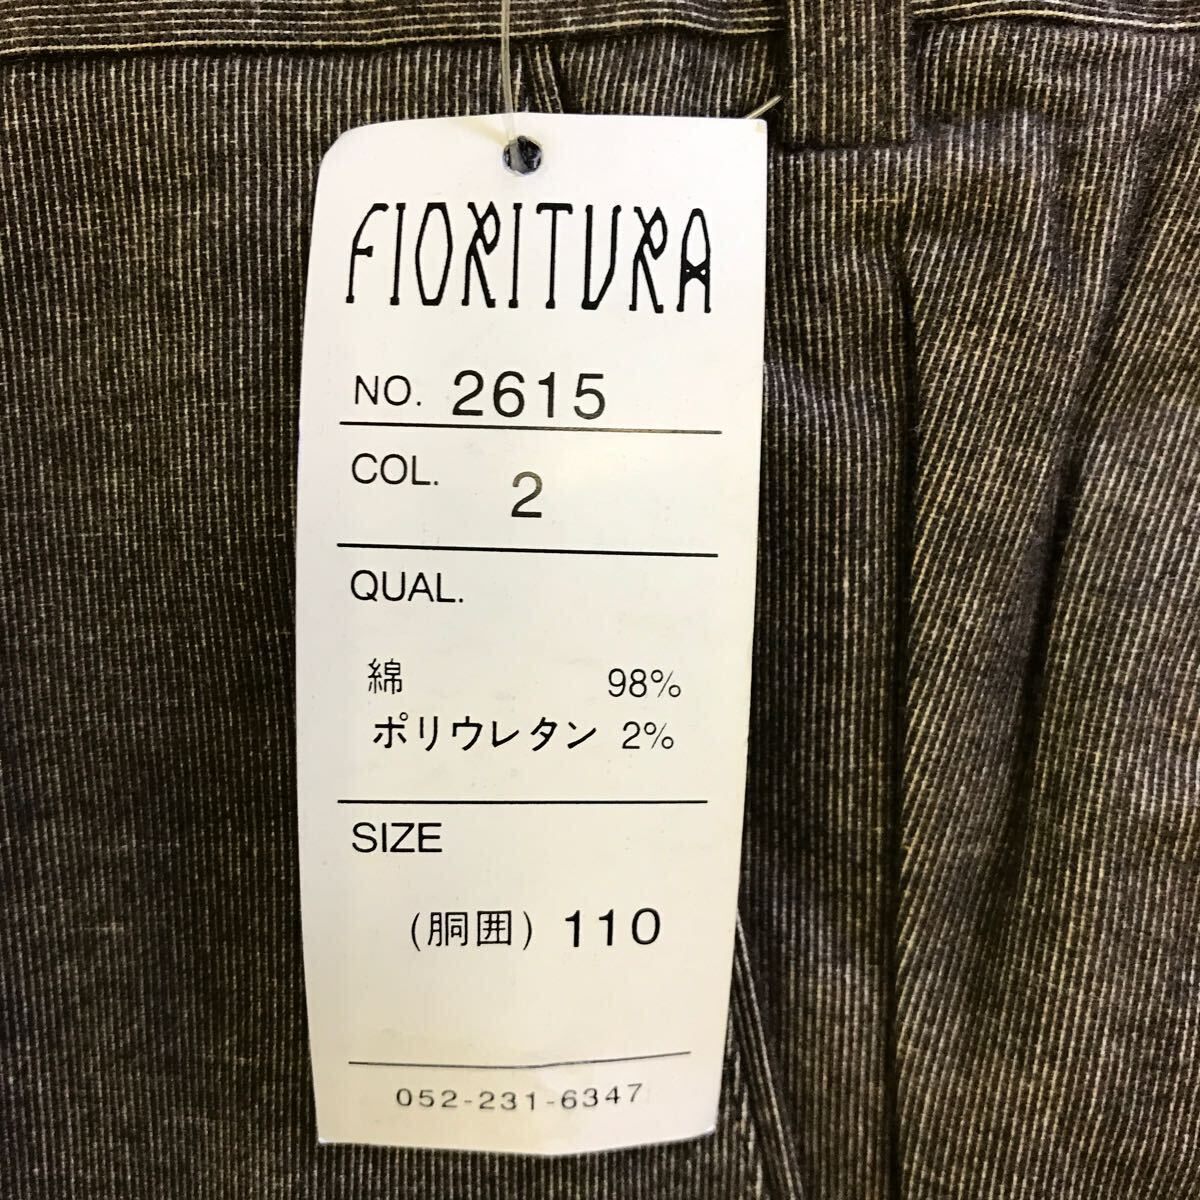 FIORITURA
NO. 2615
COL. 2
QUAL.
綿 98%
ポリウレタン 2%
SIZE
(胴囲) 110
052-231-6347